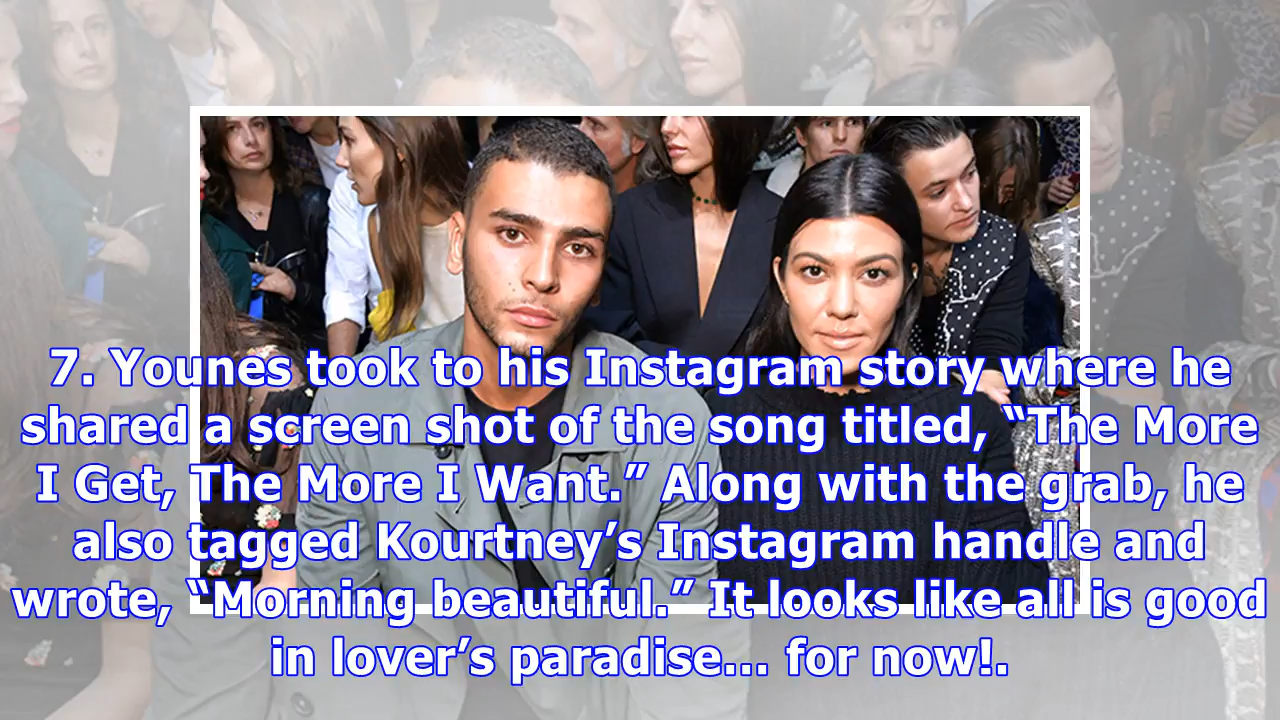 7. Younes took to his Instagram story where he
shared a screen shot of the song titled, “The More
I Get, The More I Want.” Along with the grab, he
also tagged Kourtney’s Instagram handle and
wrote, “Morning beautiful.” It looks like all is good
in lover’s paradise... for now!.